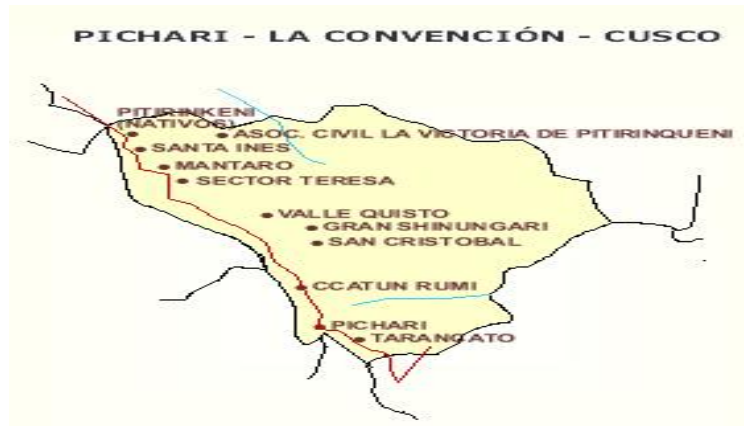 PICHARI - LA CONVENCIÓN - CUSCO
PITIRINKENI
(NATIVOS)
ASOC. CIVIL LA VICTORIA DE PITIRINQUENI
SANTA INES
MANTARO
SECTOR TERESA
VALLE QUISTO
GRAN SHINUNGARI
SAN CRISTOBAL
CCATUN RUMI
PICHARI
TARANCATO